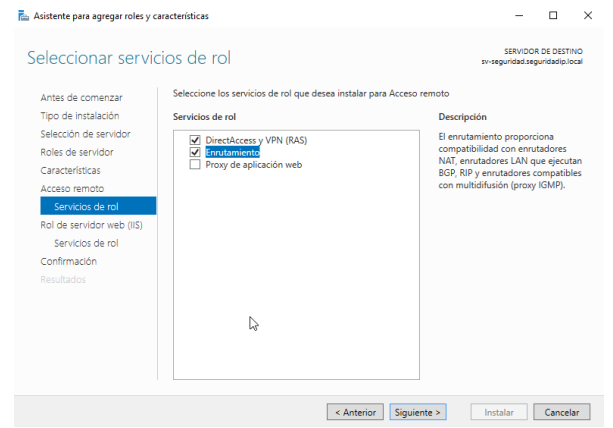 Asistente para agregar roles y características
Seleccionar servicios de rol
SERVIDOR DE DESTINO
sv-seguridad.seguridadip.local
Antes de comenzar
Tipo de instalación
Selección de servidor
Roles de servidor
Características
Acceso remoto
Servicios de rol
Rol de servidor web (IIS)
Servicios de rol
Confirmación
Resultados
Seleccione los servicios de rol que desea instalar para Acceso remoto
Servicios de rol
DirectAccess y VPN (RAS)
Enrutamiento
Proxy de aplicación web
Descripción
El enrutamiento proporciona
compatibilidad con enrutadores
NAT, enrutadores LAN que ejecutan
BGP, RIP y enrutadores compatibles
con multidifusión (proxy IGMP).
< Anterior
Siguiente >
Instalar
Cancelar